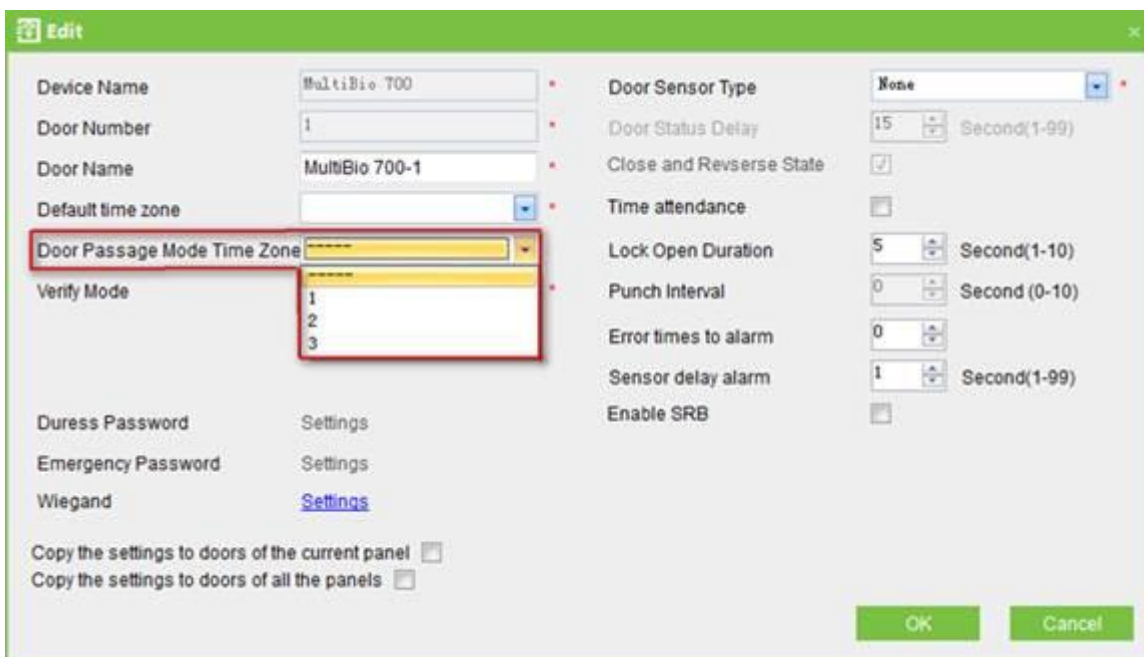 Edit
Device Name MultiBio 700 *
Door Number 1 *
Door Name MultiBio 700-1 *
Default time zone *
Door Passage Mode Time Zone -----
-----
1
2
3
Verify Mode *
Duress Password Settings
Emergency Password Settings
Wiegand Settings
Copy the settings to doors of the current panel
Copy the settings to doors of all the panels
Door Sensor Type None *
Door Status Delay 15 Second(1-99)
Close and Revserse State
Time attendance
Lock Open Duration 5 Second(1-10)
Punch Interval 0 Second (0-10)
Error times to alarm 0
Sensor delay alarm 1 Second(1-99)
Enable SRB
OK Cancel